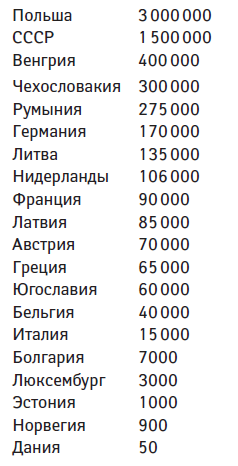 Польша 3 000 000
СССР 1 500 000
Венгрия 400 000
Чехословакия 300 000
Румыния 275 000
Германия 170 000
Литва 135 000
Нидерланды 106 000
Франция 90 000
Латвия 85 000
Австрия 70 000
Греция 65 000
Югославия 60 000
Бельгия 40 000
Италия 15 000
Болгария 7000
Люксембург 3000
Эстония 1000
Норвегия 900
Дания 50